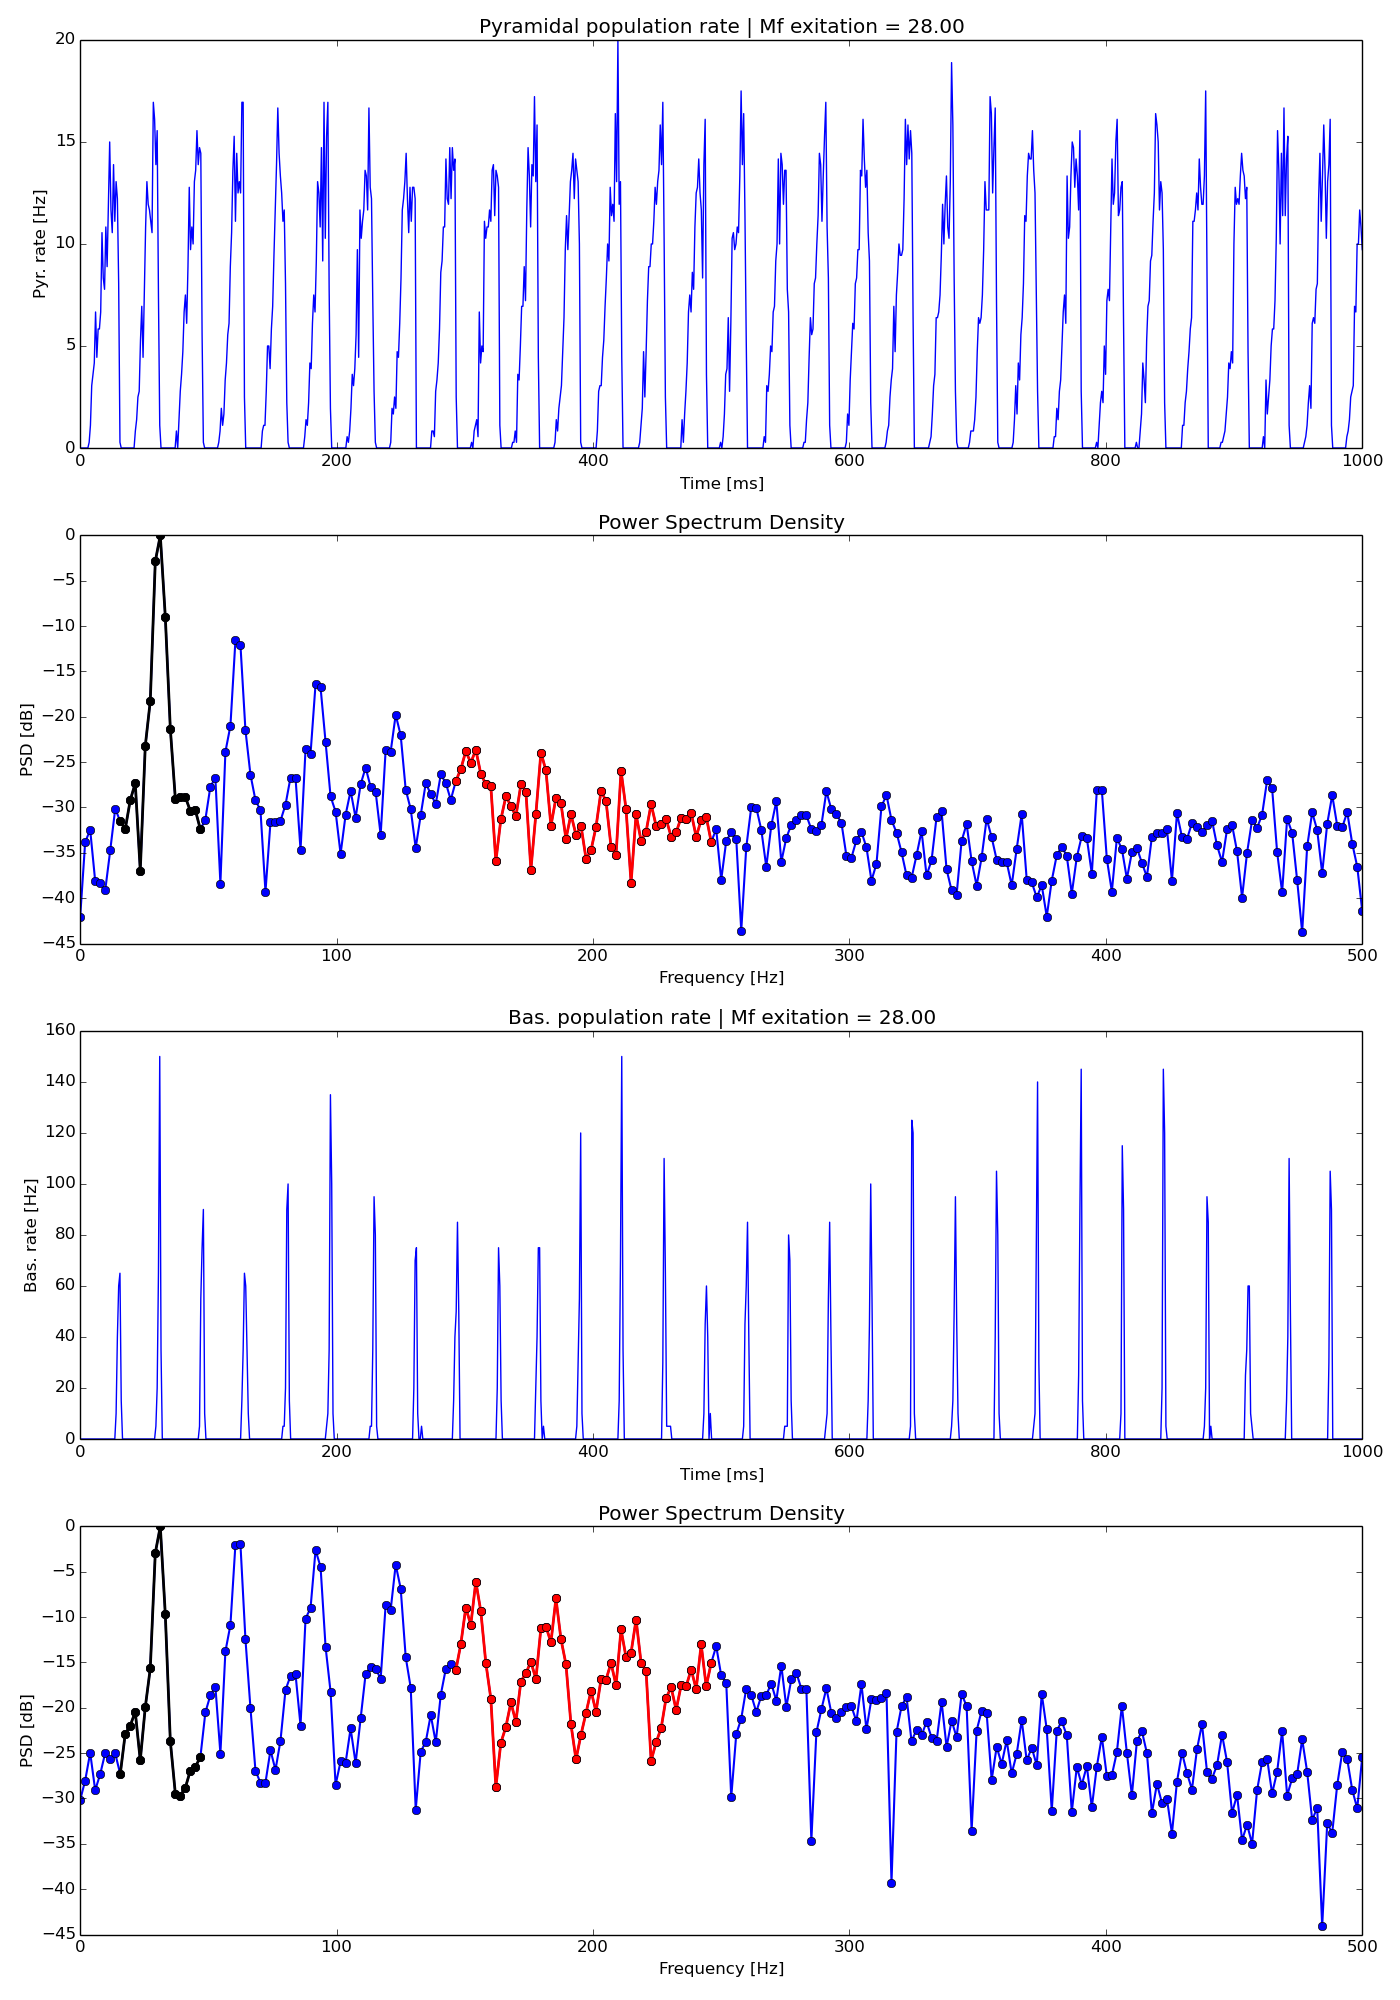 Pyramidal population rate | Mf exitation = 28.00
20
15
10
5
0
Pyr. rate [Hz]
0 200 400 600 800 1000
Time [ms]
Power Spectrum Density
0
−5
−10
−15
−20
−25
−30
−35
−40
−45
PSD [dB]
0 100 200 300 400 500
Frequency [Hz]
Bas. population rate | Mf exitation = 28.00
160
140
120
100
80
60
40
20
0
Bas. rate [Hz]
0 200 400 600 800 1000
Time [ms]
Power Spectrum Density
0
−5
−10
−15
−20
−25
−30
−35
−40
−45
PSD [dB]
0 100 200 300 400 500
Frequency [Hz]